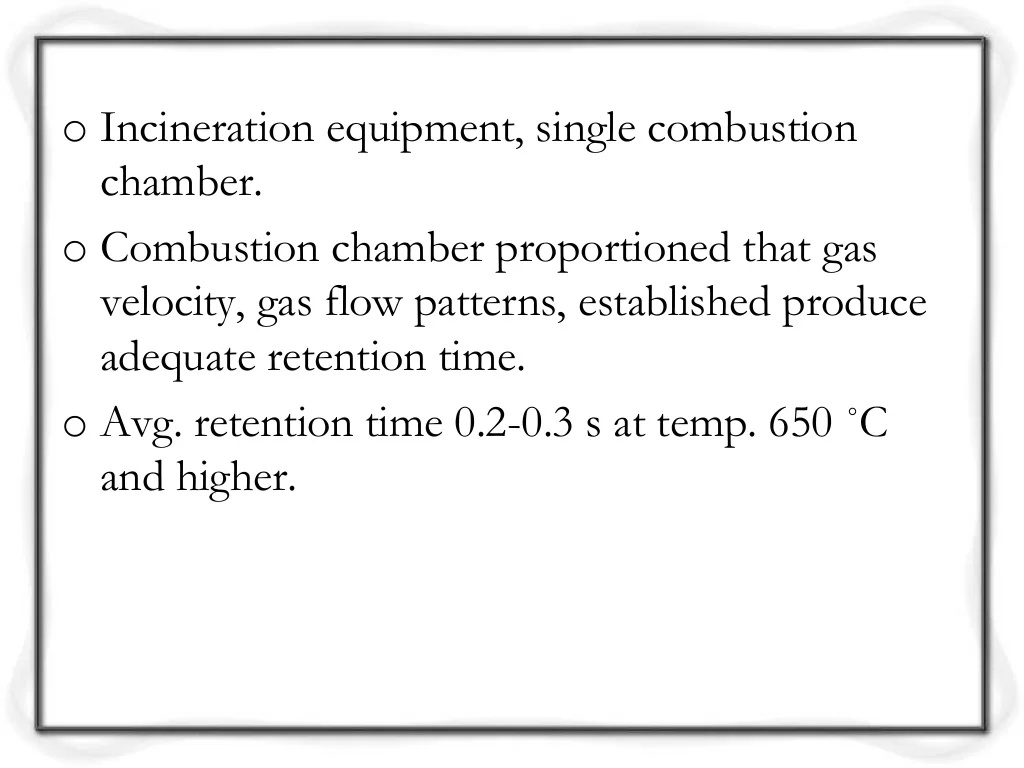 o Incineration equipment, single combustion
chamber.
o Combustion chamber proportioned that gas
velocity, gas flow patterns, established produce
adequate retention time.
o Avg. retention time 0.2-0.3 s at temp. 650 ˚C
and higher.